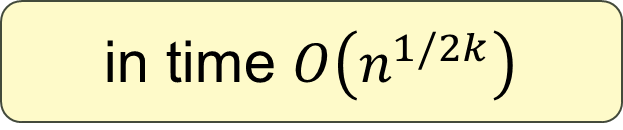 in time 𝑂(𝑛^{1/2𝑘})